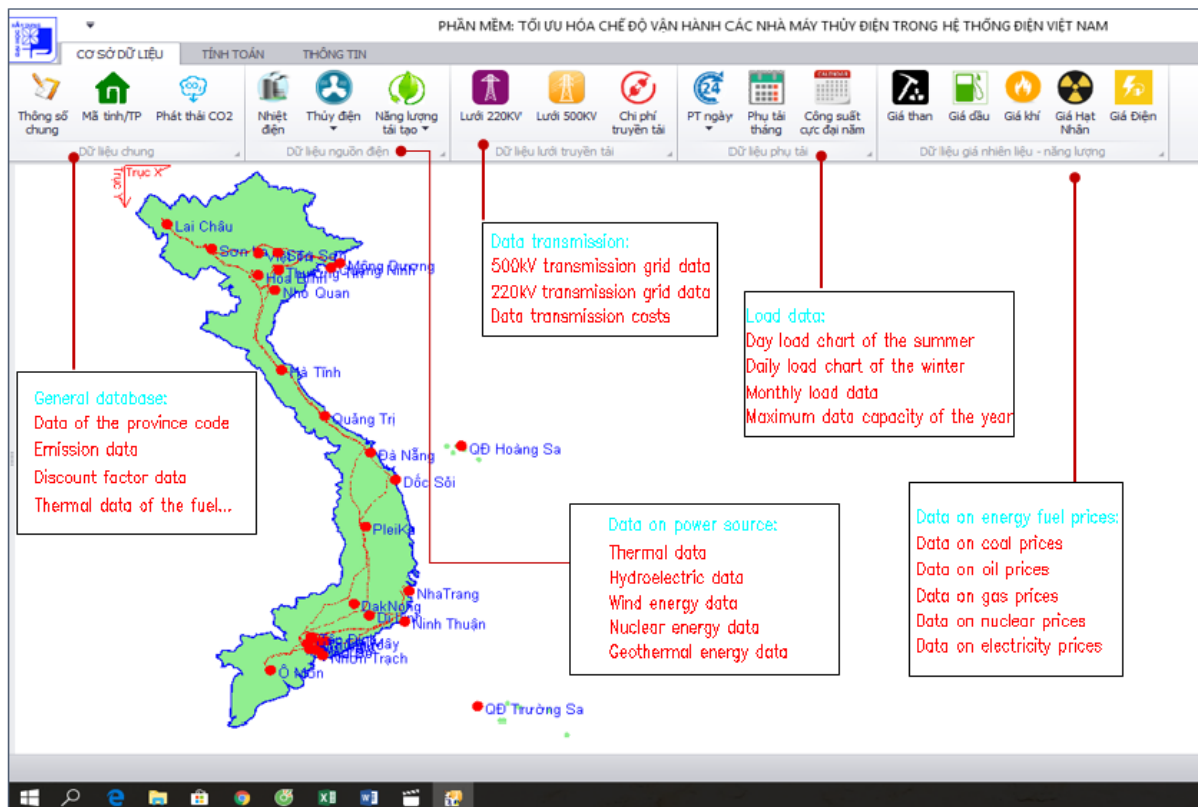 PHẦN MỀM: TỐI ƯU HÓA CHẾ ĐỘ VẬN HÀNH CÁC NHÀ MÁY THỦY ĐIỆN TRONG HỆ THỐNG ĐIỆN VIỆT NAM
CƠ SỞ DỮ LIỆU TÍNH TOÁN THÔNG TIN
Thông số chung
Mã tỉnh/TP
Phát thải CO2
Nhiệt điện
Thủy điện
Năng lượng tái tạo
Lưới 220KV
Lưới 500KV
Chi phí truyền tải
24
PT ngày
Phụ tải tháng
CALENDAR
Công suất cực đại năm
Giá than
Giá dầu
Giá khí
Giá Hạt Nhân
Giá Điện
Dữ liệu chung
Dữ liệu nguồn điện
Dữ liệu lưới truyền tải
Dữ liệu phụ tải
Dữ liệu giá nhiên liệu - năng lượng
Trục X
Trục Y
Lai Châu
Mông Dương
Nho Quan
Hà Tĩnh
Quảng Trị
Đà Nẵng
Dốc Sỏi
QĐ Hoàng Sa
NhaTrang
DakNong
Ninh Thuận
Nhơn Trạch
Ô Môn
QĐ Trường Sa
General database:
Data of the province code
Emission data
Discount factor data
Thermal data of the fuel...
Data transmission:
500kV transmission grid data
220kV transmission grid data
Data transmission costs
Load data:
Day load chart of the summer
Daily load chart of the winter
Monthly load data
Maximum data capacity of the year
Data on power source:
Thermal data
Hydroelectric data
Wind energy data
Nuclear energy data
Geothermal energy data
Data on energy fuel prices:
Data on coal prices
Data on oil prices
Data on gas prices
Data on nuclear prices
Data on electricity prices